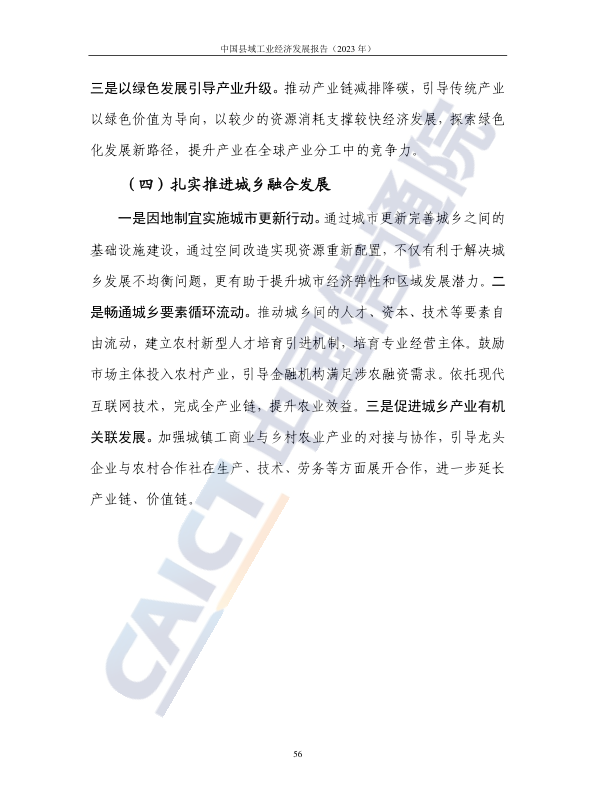 中国县域工业经济发展报告（2023 年）
三是以绿色发展引导产业升级。推动产业链减排降碳，引导传统产业
以绿色价值为导向，以较少的资源消耗支撑较快经济发展，探索绿色
化发展新路径，提升产业在全球产业分工中的竞争力。
（四）扎实推进城乡融合发展
一是因地制宜实施城市更新行动。通过城市更新完善城乡之间的
基础设施建设，通过空间改造实现资源重新配置，不仅有利于解决城
乡发展不均衡问题，更有助于提升城市经济弹性和区域发展潜力。二
是畅通城乡要素循环流动。推动城乡间的人才、资本、技术等要素自
由流动，建立农村新型人才培育引进机制，培育专业经营主体。鼓励
市场主体投入农村产业，引导金融机构满足涉农融资需求。依托现代
互联网技术，完成全产业链，提升农业效益。三是促进城乡产业有机
关联发展。加强城镇工商业与乡村农业产业的对接与协作，引导龙头
企业与农村合作社在生产、技术、劳务等方面展开合作，进一步延长
产业链、价值链。
CAICT 中国信通院
56